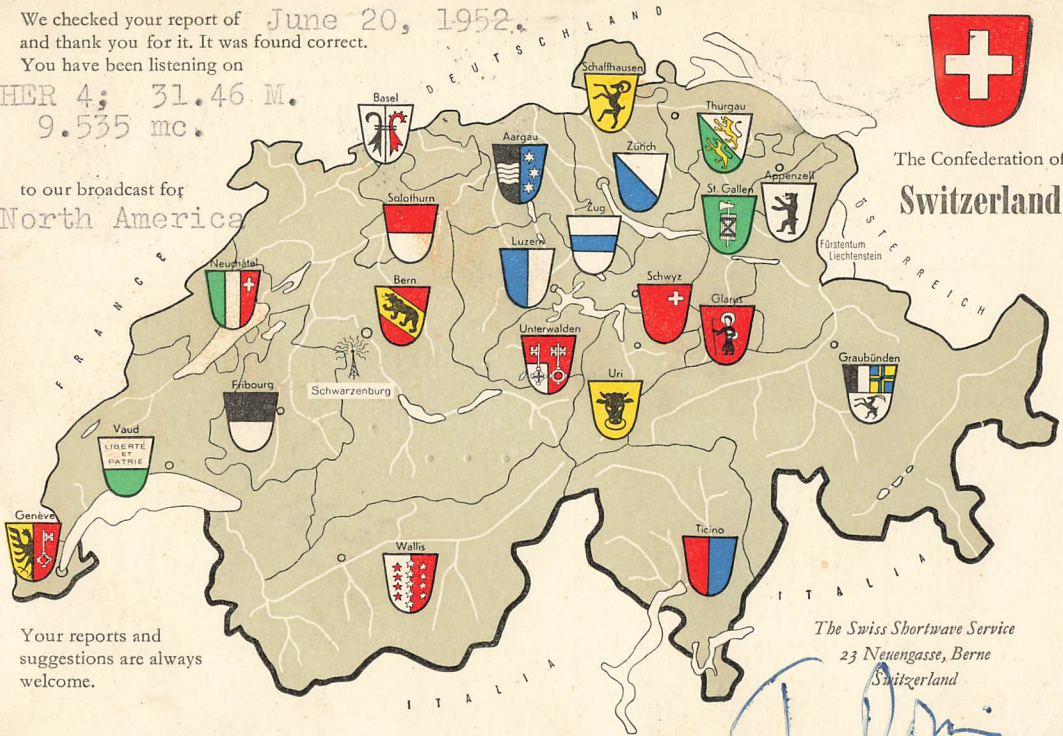 We checked your report of June 20, 1952.
and thank you for it. It was found correct.
You have been listening on
HER 4; 31.46 M.
9.535 mc.
to our broadcast for
North America
The Confederation of
Switzerland
DEUTSCHLAND
FRANCE
ÖSTERREICH
Fürstentum
Liechtenstein
ITALIA
ITALIA
Schaffhausen
Basel
Thurgau
Aargau
Zürich
Appenzell
St. Gallen
Solothurn
Zug
Luzern
Neuchâtel
Bern
Schwyz
Glarus
Unterwalden
Graubünden
Uri
Schwarzenburg
Fribourg
Vaud
LIBERTÉ
ET
PATRIE
Genève
Wallis
Ticino
Your reports and
suggestions are always
welcome.
The Swiss Shortwave Service
23 Neuengasse, Berne
Switzerland